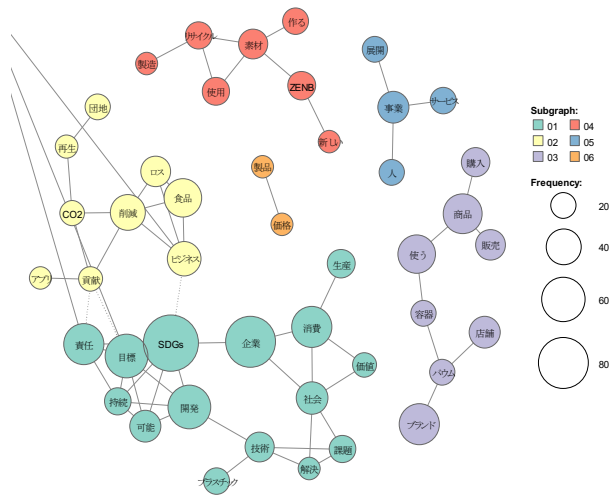 作る
リサイクル
素材
製造
使用
ZENB
新しい
展開
事業
サービス
人
団地
再生
ロス
食品
CO2
削減
ビジネス
アプリ
貢献
製品
価格
購入
商品
使う
販売
容器
店舗
バウム
ブランド
生産
責任
目標
SDGs
企業
消費
価値
持続
可能
開発
社会
技術
課題
解決
プラスチック
Subgraph:
01 04
02 05
03 06
Frequency:
20
40
60
80